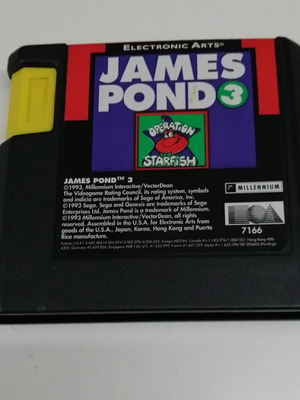 ELECTRONIC ARTS®
JAMES
POND 3
OPERATION
STARFISH
JAMES POND™ 3
©1993, Millennium Interactive/VectorDean
The Videogame Rating Council, its rating system, symbols
and indicia are trademarks of Sega of America, Inc.
©1993 Sega. Sega and Genesis are trademarks of Sega
Enterprises Ltd. James Pond is a trademark of Millennium.
©1993 Millennium Interactive/VectorDean, all rights
reserved. Assembled in the U.S.A. by Electronic Arts from
goods of the U.S.A., Japan, Korea, Hong Kong and Puerto
Rico manufacture.
MILLENNIUM
EA
7166